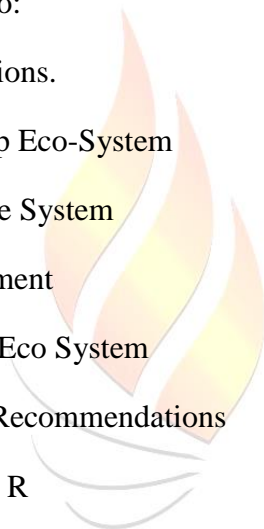 o:
ions.
p Eco-System
e System
ment
Eco System
Recommendations
R